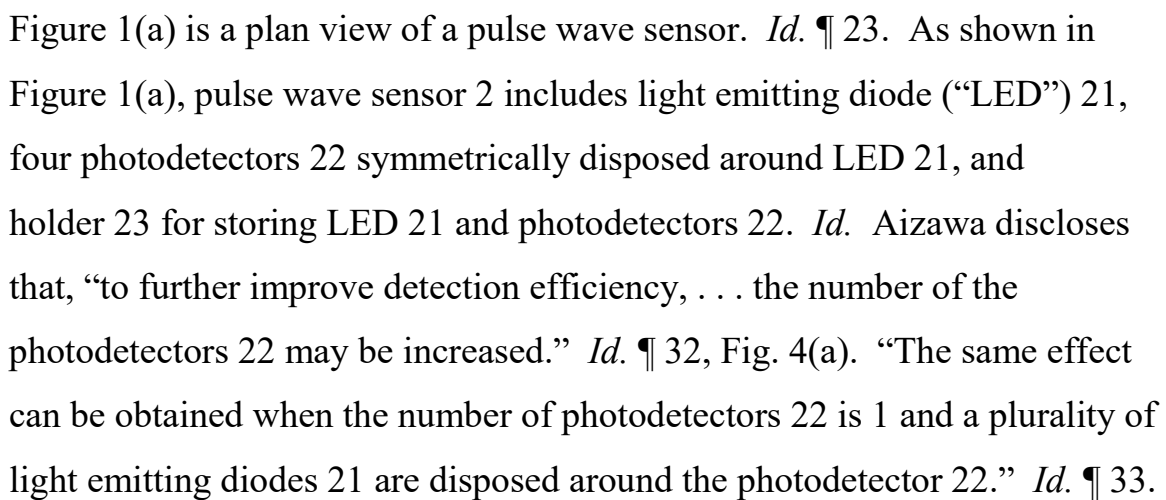 Figure 1(a) is a plan view of a pulse wave sensor.  Id. ¶ 23.  As shown in
Figure 1(a), pulse wave sensor 2 includes light emitting diode (“LED”) 21,
four photodetectors 22 symmetrically disposed around LED 21, and
holder 23 for storing LED 21 and photodetectors 22.  Id.  Aizawa discloses
that, “to further improve detection efficiency, . . . the number of the
photodetectors 22 may be increased.”  Id. ¶ 32, Fig. 4(a).  “The same effect
can be obtained when the number of photodetectors 22 is 1 and a plurality of
light emitting diodes 21 are disposed around the photodetector 22.”  Id. ¶ 33.